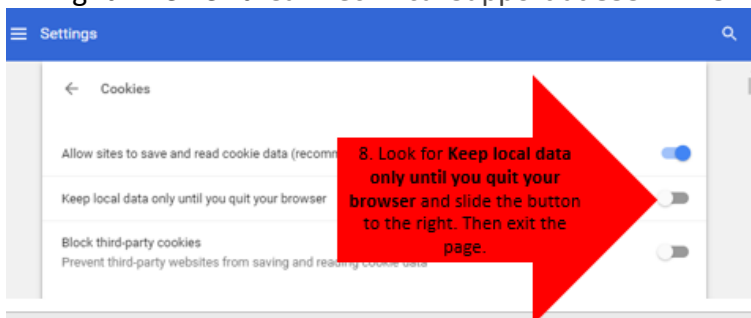 Settings
Cookies
Allow sites to save and read cookie data (recomm
8. Look for Keep local data
only until you quit your
browser and slide the button
to the right. Then exit the
page.
Keep local data only until you quit your browser
Block third-party cookies
Prevent third-party websites from saving and reading cookie data